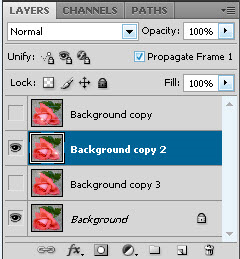 LAYERS CHANNELS PATHS
Normal Opacity: 100%
Unify: Propagate Frame 1
Lock: Fill: 100%
Background copy
Background copy 2
Background copy 3
Background
fx.